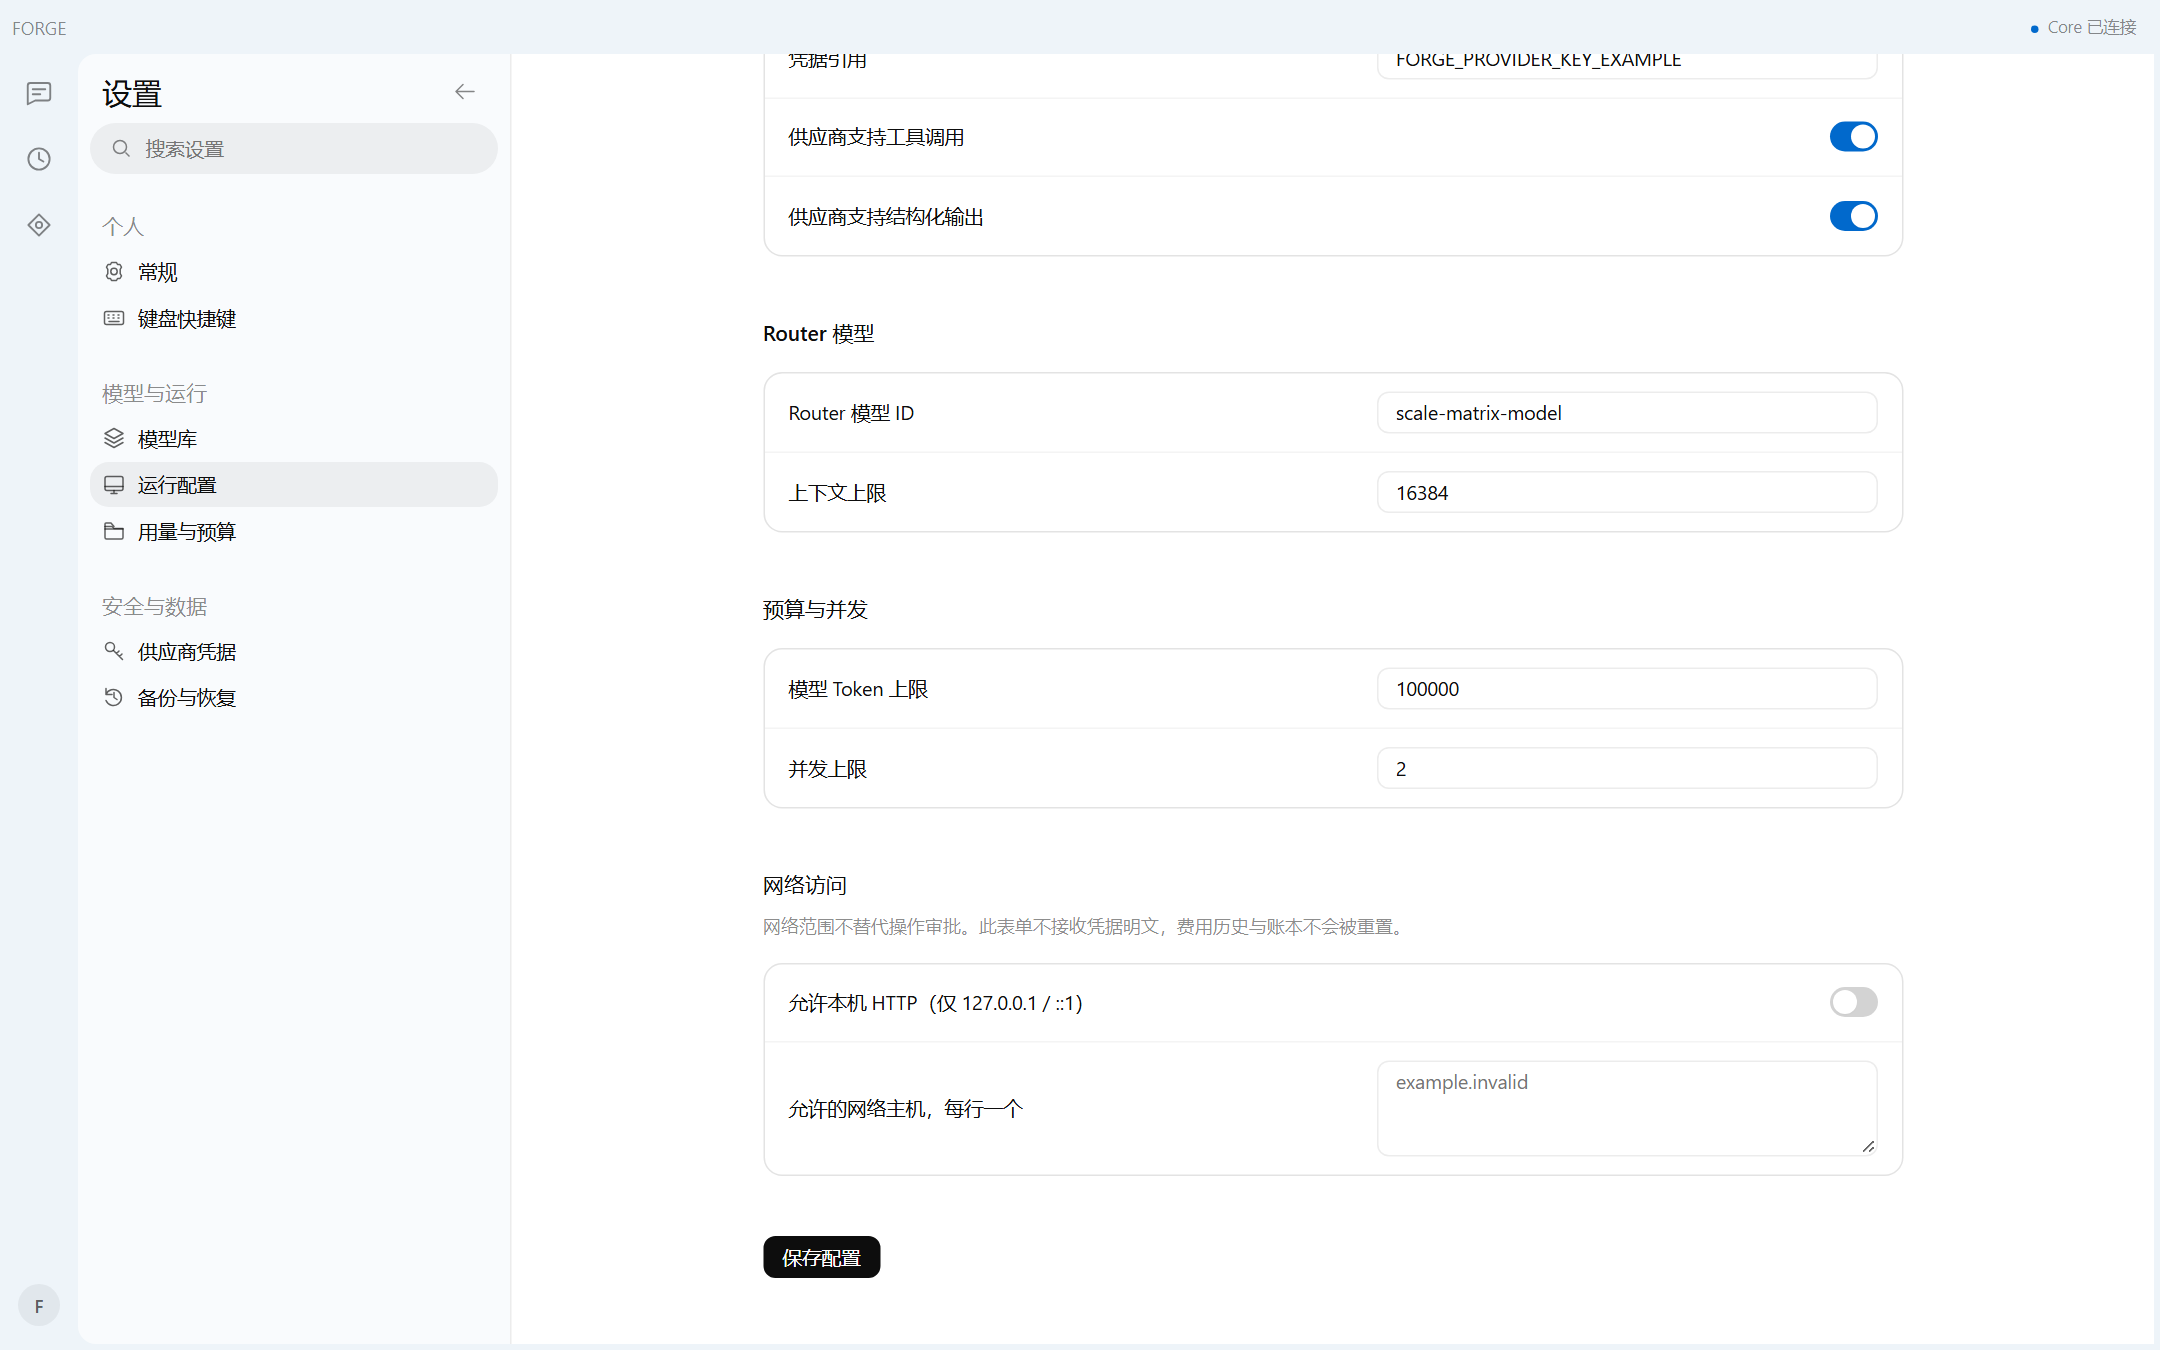 FORGE
Core 已连接
设置
搜索设置
个人
常规
键盘快捷键
模型与运行
模型库
运行配置
用量与预算
安全与数据
供应商凭据
备份与恢复
F
凭据引用
FORGE_PROVIDER_KEY_EXAMPLE
供应商支持工具调用
供应商支持结构化输出
Router 模型
Router 模型 ID
scale-matrix-model
上下文上限
16384
预算与并发
模型 Token 上限
100000
并发上限
2
网络访问
网络范围不替代操作审批。此表单不接收凭据明文，费用历史与账本不会被重置。
允许本机 HTTP（仅 127.0.0.1 / ::1）
允许的网络主机，每行一个
example.invalid
保存配置